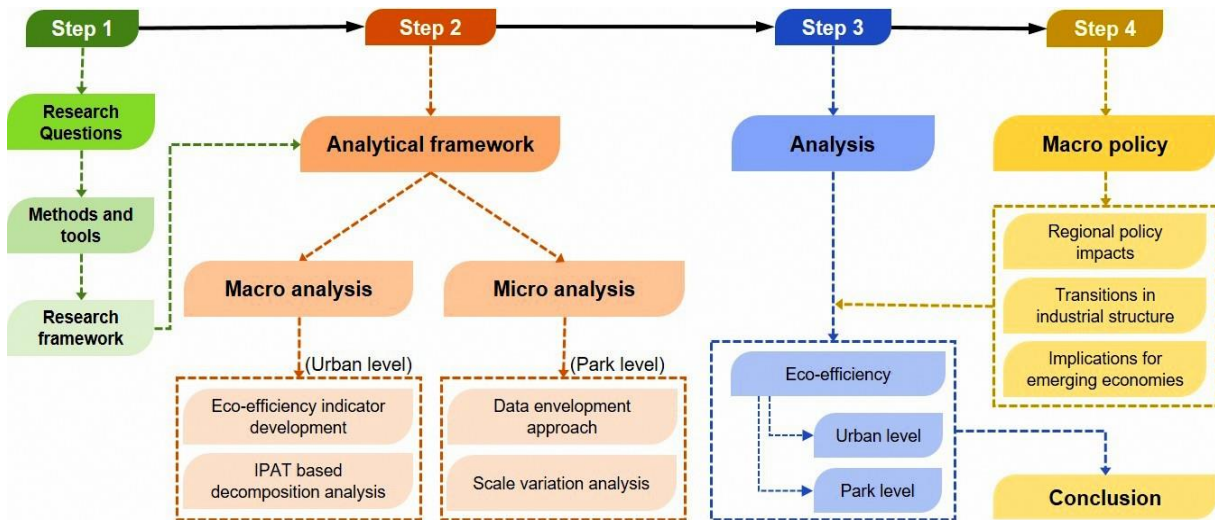 Step 1
Step 2
Step 3
Step 4
Research
Questions
Methods and
tools
Research
framework
Analytical framework
Macro analysis
Micro analysis
(Urban level)
(Park level)
Eco-efficiency indicator
development
IPAT based
decomposition analysis
Data envelopment
approach
Scale variation analysis
Analysis
Eco-efficiency
Urban level
Park level
Macro policy
Regional policy
impacts
Transitions in
industrial structure
Implications for
emerging economies
Conclusion